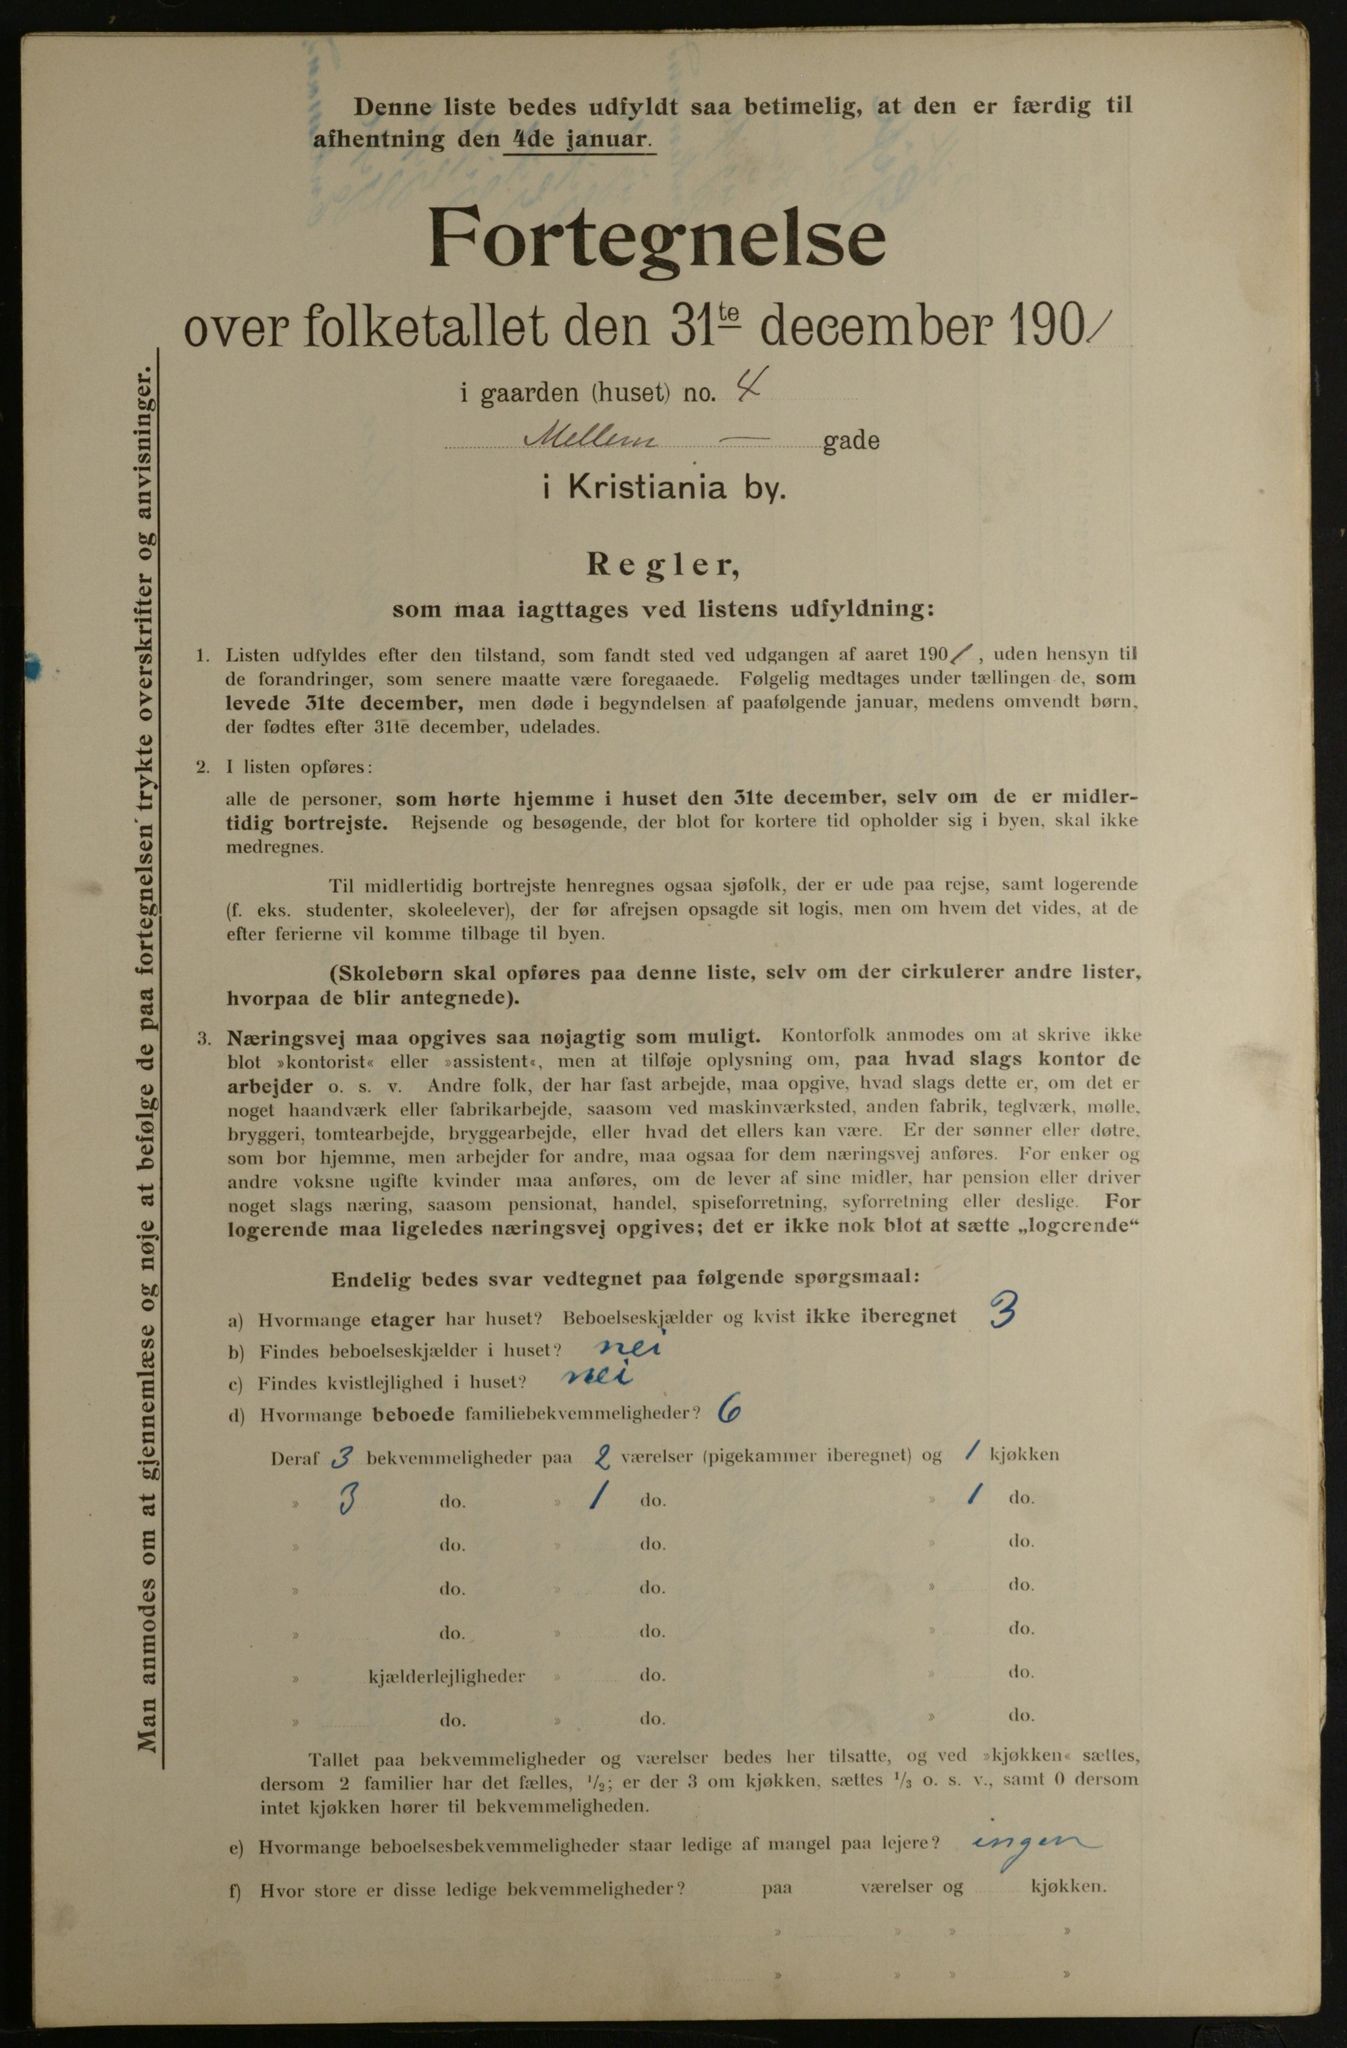 Denne liste bedes udfyldt saa betimelig, at den er færdig til
afhentning den 4de januar.
Fortegnelse
over folketallet den 31te december 1901
i gaarden (huset) no. 4
Mellem — gade
i Kristiania by.
Regler,
som maa iagttages ved listens udfyldning:
1. Listen udfyldes efter den tilstand, som fandt sted ved udgangen af aaret 1901, uden hensyn til
de forandringer, som senere maatte være foregaaede. Følgelig medtages under tællingen de, som
levede 31te december, men døde i begyndelsen af paafølgende januar, medens omvendt børn,
der fødtes efter 31te december, udelades.
2. I listen opføres:
alle de personer, som hørte hjemme i huset den 31te december, selv om de er midler-
tidig bortrejste. Rejsende og besøgende, der blot for kortere tid opholder sig i byen, skal ikke
medregnes.
Til midlertidig bortrejste henregnes ogsaa sjøfolk, der er ude paa rejse, samt logerende
(f. eks. studenter, skoleelever), der før afrejsen opsagde sit logis, men om hvem det vides, at de
efter ferierne vil komme tilbage til byen.
(Skolebørn skal opføres paa denne liste, selv om der cirkulerer andre lister,
hvorpaa de blir antegnede).
3. Næringsvej maa opgives saa nøjagtig som muligt. Kontorfolk anmodes om at skrive ikke
blot »kontorist« eller »assistent«, men at tilføje oplysning om, paa hvad slags kontor de
arbejder o. s. v. Andre folk, der har fast arbejde, maa opgive, hvad slags dette er, om det er
noget haandværk eller fabrikarbejde, saasom ved maskinværksted, anden fabrik, teglværk, mølle,
bryggeri, tomtearbejde, bryggearbejde, eller hvad det ellers kan være. Er der sønner eller døtre,
som bor hjemme, men arbejder for andre, maa ogsaa for dem næringsvej anføres. For enker og
andre voksne ugifte kvinder maa anføres, om de lever af sine midler, har pension eller driver
noget slags næring, saasom pensionat, handel, spiseforretning, syforretning eller deslige. For
logerende maa ligeledes næringsvej opgives; det er ikke nok blot at sætte „logerende“
Endelig bedes svar vedtegnet paa følgende spørgsmaal:
a) Hvormange etager har huset? Beboelseskjælder og kvist ikke iberegnet 3
b) Findes beboelseskjælder i huset? nei
c) Findes kvistlejlighed i huset? nei
d) Hvormange beboede familiebekvemmeligheder? 6
Deraf 3 bekvemmeligheder paa 2 værelser (pigekammer iberegnet) og 1 kjøkken
» 3 do. » 1 do. » 1 do.
» do. » do. » do.
» do. » do. » do.
» do. » do. » do.
» kjælderlejligheder » do. » do.
» do. » do. » do.
Tallet paa bekvemmeligheder og værelser bedes her tilsatte, og ved »kjøkken« sættes,
dersom 2 familier har det fælles, 1/2; er der 3 om kjøkken, sættes 1/3 o. s. v., samt 0 dersom
intet kjøkken hører til bekvemmeligheden.
e) Hvormange beboelsesbekvemmeligheder staar ledige af mangel paa lejere? ingen
f) Hvor store er disse ledige bekvemmeligheder? paa værelser og kjøkken.
» » » »
» » » »
Man anmodes om at gjennemlæse og nøje at befølge de paa fortegnelsen trykte overskrifter og anvisninger.